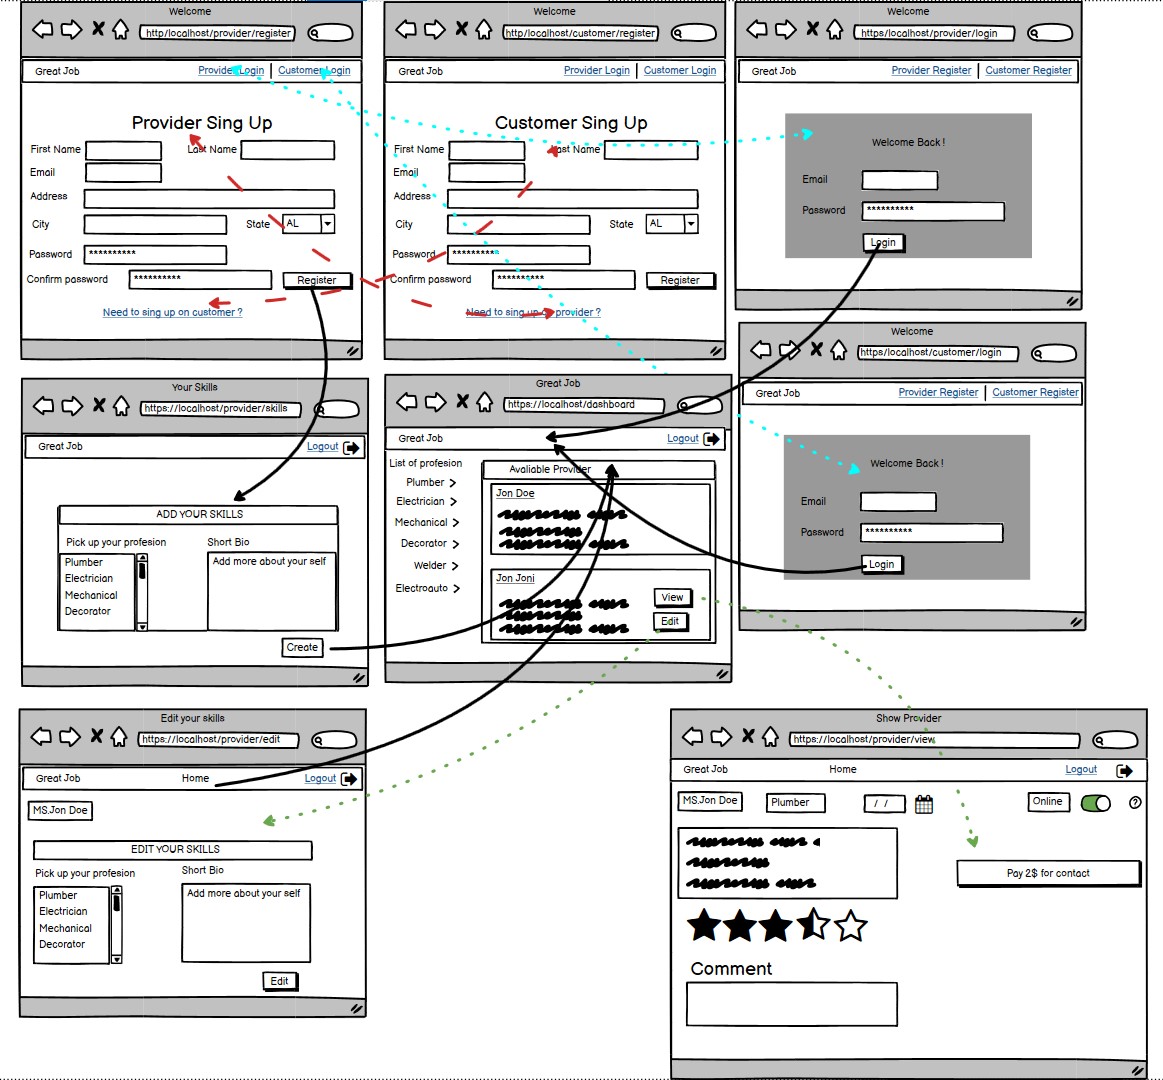 Welcome
http/localhost/provider/register
Great Job
Provider Login
Customer Login
Provider Sing Up
First Name
Last Name
Email
Address
City
State
AL
Password
**********
Confirm password
**********
Register
Need to sing up on customer ?
Welcome
http/localhost/customer/register
Great Job
Provider Login
Customer Login
Customer Sing Up
First Name
Last Name
Email
Address
City
State
AL
Password
**********
Confirm password
**********
Register
Need to sing up on provider ?
Welcome
https/localhost/provider/login
Great Job
Provider Register
Customer Register
Welcome Back !
Email
Password
**********
Login
Welcome
https/localhost/customer/login
Great Job
Provider Register
Customer Register
Welcome Back !
Email
Password
**********
Login
Your Skills
https://localhost/provider/skills
Great Job
Logout
ADD YOUR SKILLS
Pick up your profesion
Short Bio
Plumber
Electrician
Mechanical
Decorator
Add more about your self
Create
Great Job
https://localhost/dashboard
Great Job
Logout
List of profesion
Plumber
Electrician
Mechanical
Decorator
Welder
Electroauto
Avaliable Provider
Jon Doe
Jon Joni
View
Edit
Edit your skills
https://localhost/provider/edit
Great Job
Home
Logout
MS.Jon Doe
EDIT YOUR SKILLS
Pick up your profesion
Short Bio
Plumber
Electrician
Mechanical
Decorator
Add more about your self
Edit
Show Provider
https://localhost/provider/view
Great Job
Home
Logout
MS.Jon Doe
Plumber
/ /
Online
?
Pay 2$ for contact
Comment